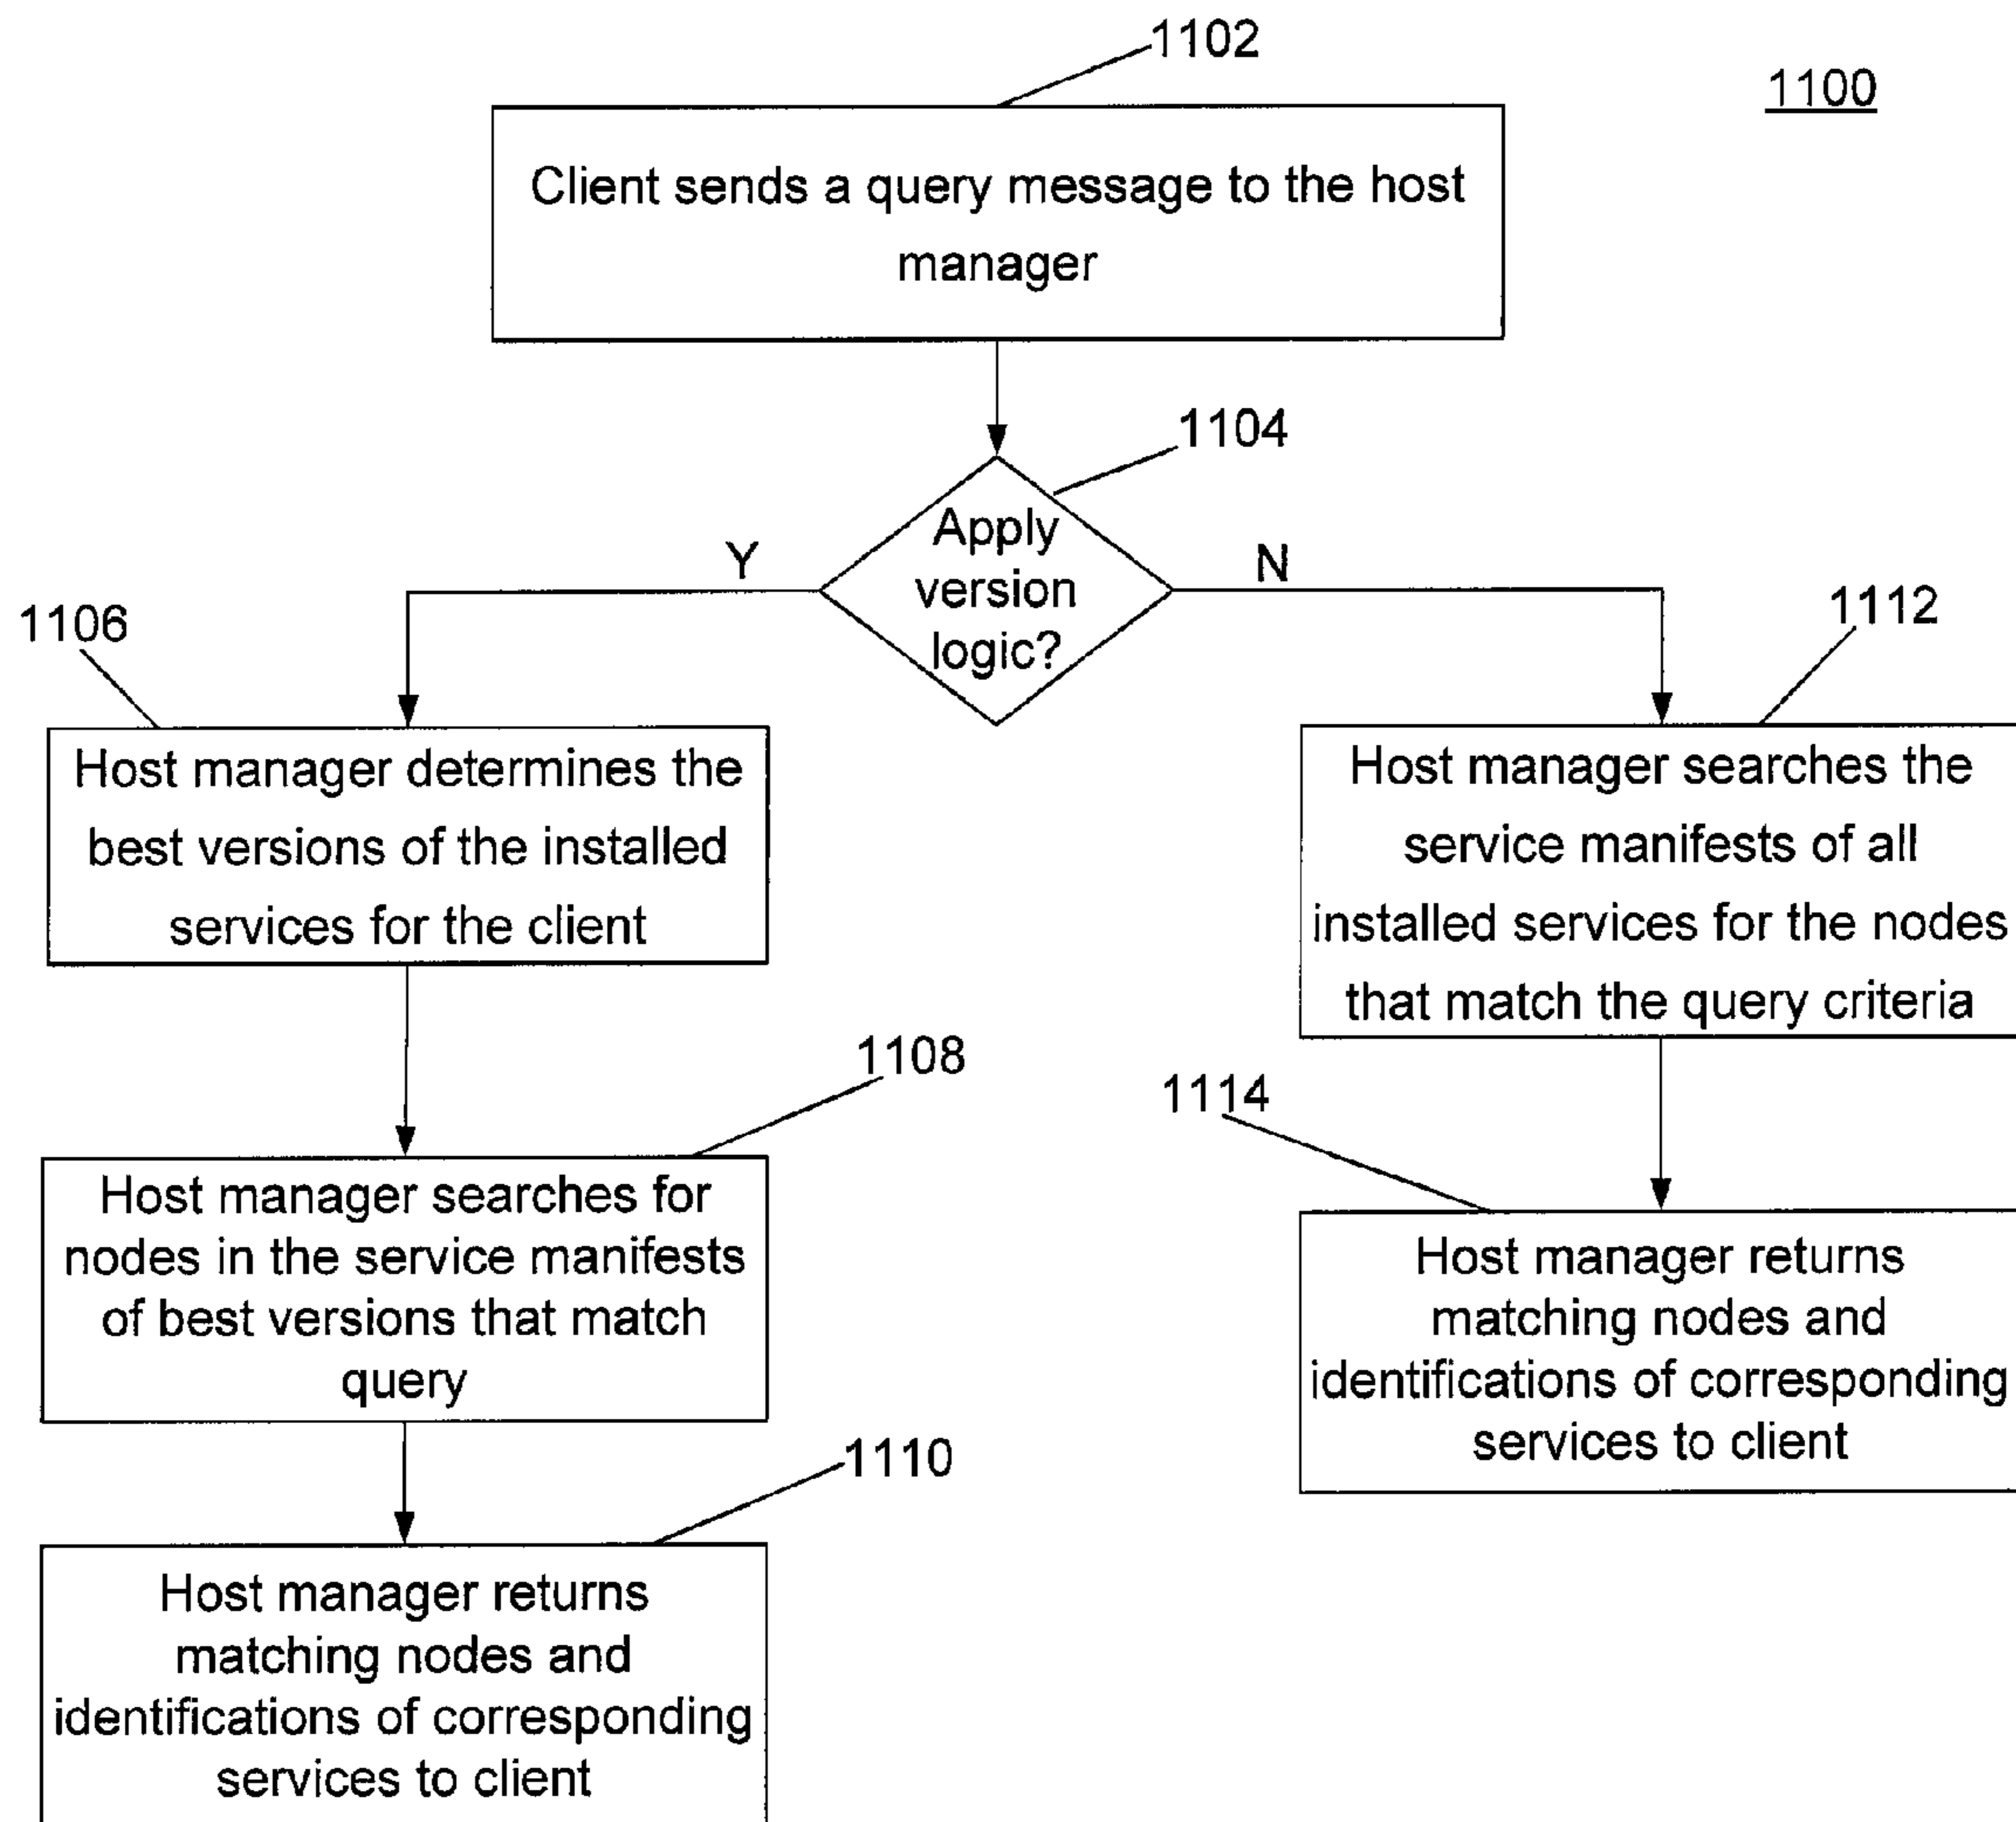 1102
1100
Client sends a query message to the host
manager
1104
Apply
version
logic?
Y
N
1106
Host manager determines the
best versions of the installed
services for the client
1112
Host manager searches the
service manifests of all
installed services for the nodes
that match the query criteria
1108
Host manager searches for
nodes in the service manifests
of best versions that match
query
1114
Host manager returns
matching nodes and
identifications of corresponding
services to client
1110
Host manager returns
matching nodes and
identifications of corresponding
services to client